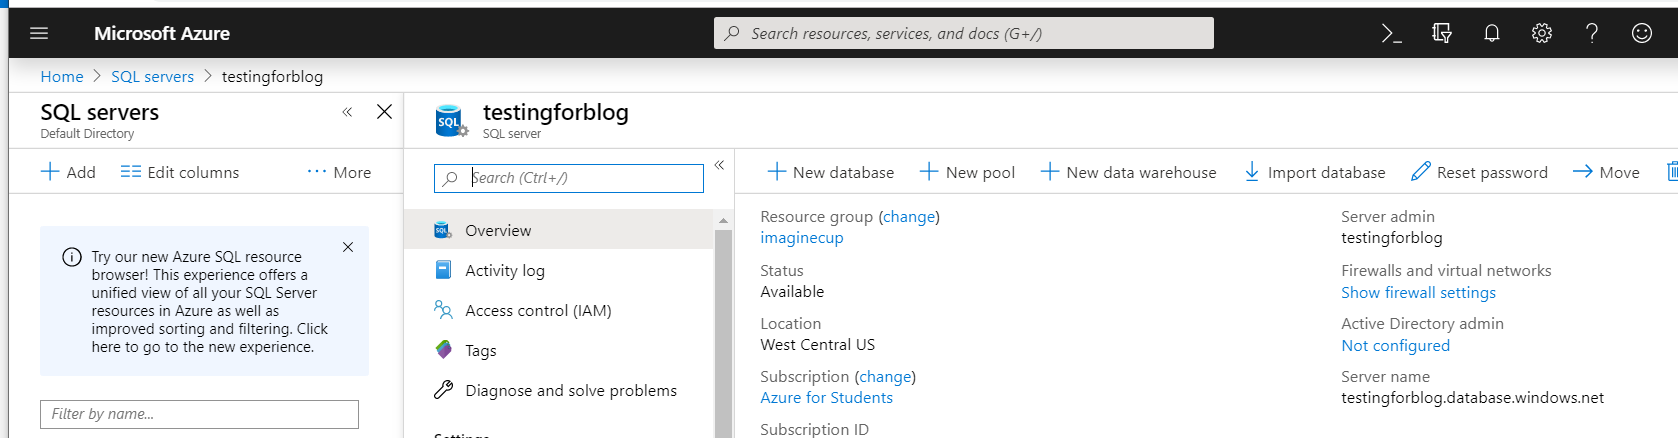 Microsoft Azure
Search resources, services, and docs (G+/)
Home > SQL servers > testingforblog
SQL servers
Default Directory
Add
Edit columns
More
Try our new Azure SQL resource
browser! This experience offers a
unified view of all your SQL Server
resources in Azure as well as
improved sorting and filtering. Click
here to go to the new experience.
Filter by name...
SQL
testingforblog
SQL server
Search (Ctrl+/)
Overview
Activity log
Access control (IAM)
Tags
Diagnose and solve problems
Settings
New database
New pool
New data warehouse
Import database
Reset password
Move
Resource group (change)
imaginecup
Status
Available
Location
West Central US
Subscription (change)
Azure for Students
Subscription ID
Server admin
testingforblog
Firewalls and virtual networks
Show firewall settings
Active Directory admin
Not configured
Server name
testingforblog.database.windows.net